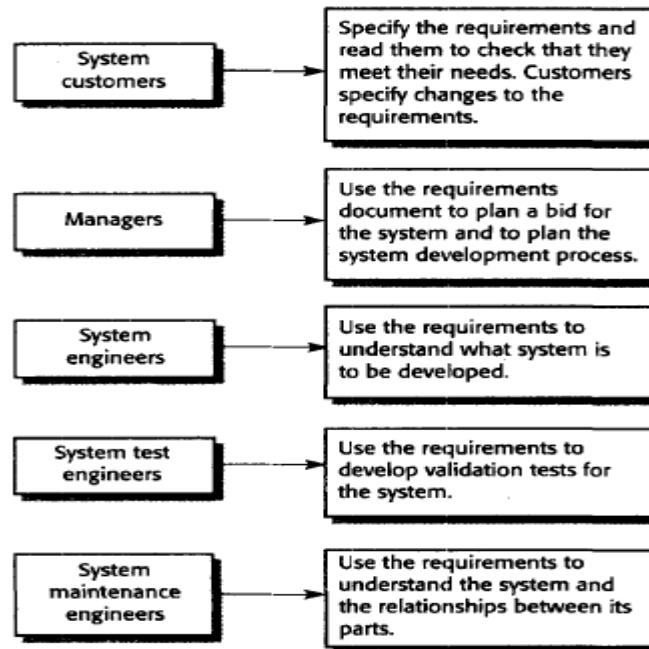 System
customers
Specify the requirements and
read them to check that they
meet their needs. Customers
specify changes to the
requirements.
Managers
Use the requirements
document to plan a bid for
the system and to plan the
system development process.
System
engineers
Use the requirements to
understand what system is
to be developed.
System test
engineers
Use the requirements to
develop validation tests for
the system.
System
maintenance
engineers
Use the requirements to
understand the system and
the relationships between its
parts.